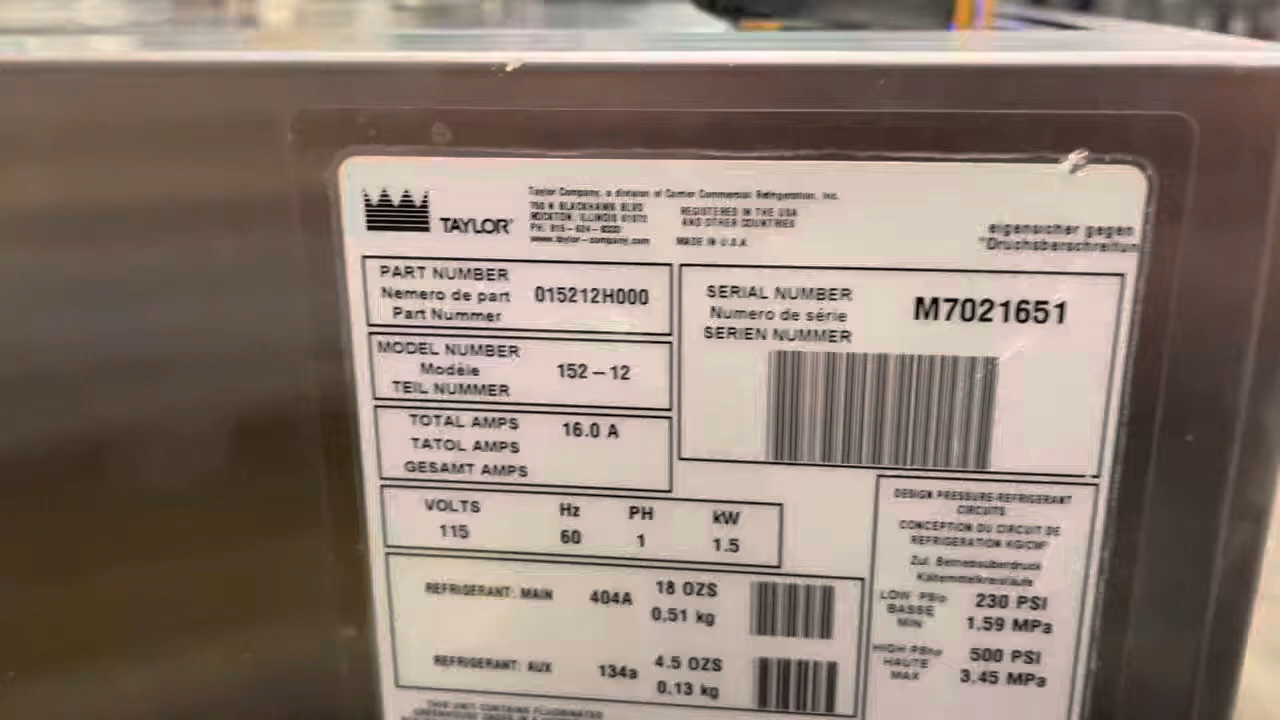 TAYLOR
Taylor Company, a division of Carrier Commercial Refrigeration, Inc.
750 N BLACKHAWK BLVD
ROCKTON, ILLINOIS 61072
PH. 815-624-8333
www.taylor-company.com
REGISTERED IN THE USA
AND OTHER COUNTRIES
MADE IN U.S.A.
eigensicher gegen
"Druchsberschreitun
PART NUMBER
Nemero de part
Part Nummer
015212H000
SERIAL NUMBER
Numero de série
SERIEN NUMMER
M7021651
MODEL NUMBER
Modèle
TEIL NUMMER
152-12
TOTAL AMPS
TATOL AMPS
GESAMT AMPS
16.0 A
VOLTS Hz PH kW
115 60 1 1.5
REFRIGERANT: MAIN 404A 18 OZS
0,51 kg
REFRIGERANT: AUX 134a 4.5 OZS
0.13 kg
DESIGN PRESSURE-REFRIGERANT
CIRCUITS
CONCEPTION DU CIRCUIT DE
REFRIGERATION KG/CM²
Zul. Betriebsüberdruck
Kältemittelkreisläufe
LOW
BASSE
MIN
230 PSI
1.59 MPa
HIGH
HAUTE
MAX
500 PSI
3.45 MPa
THIS UNIT CONTAINS FLUORINATED